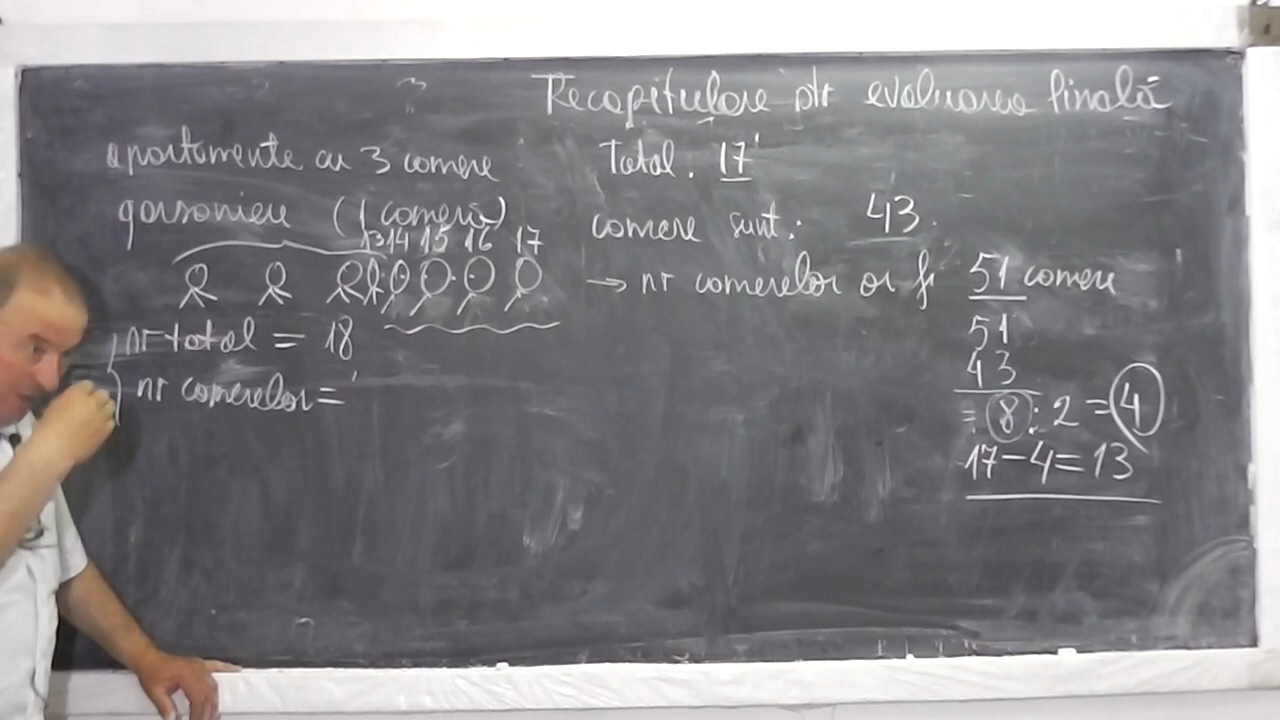 Recapitulare ptr evaluarea finală
apartamente cu 3 camere
garsoniere (1 cameră)
13 14 15 16 17
nr total = 18
nr camerelor =
Total. 17
camere sunt: 43.
→ nr camerelor ar fi 51 camere
51
43
= 8 : 2 = 4
17-4=13